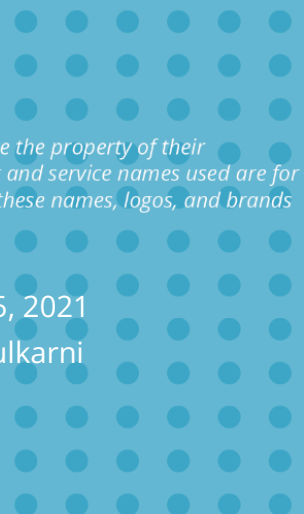 e the property of their
and service names used are for
these names, logos, and brands
5, 2021
ulkarni